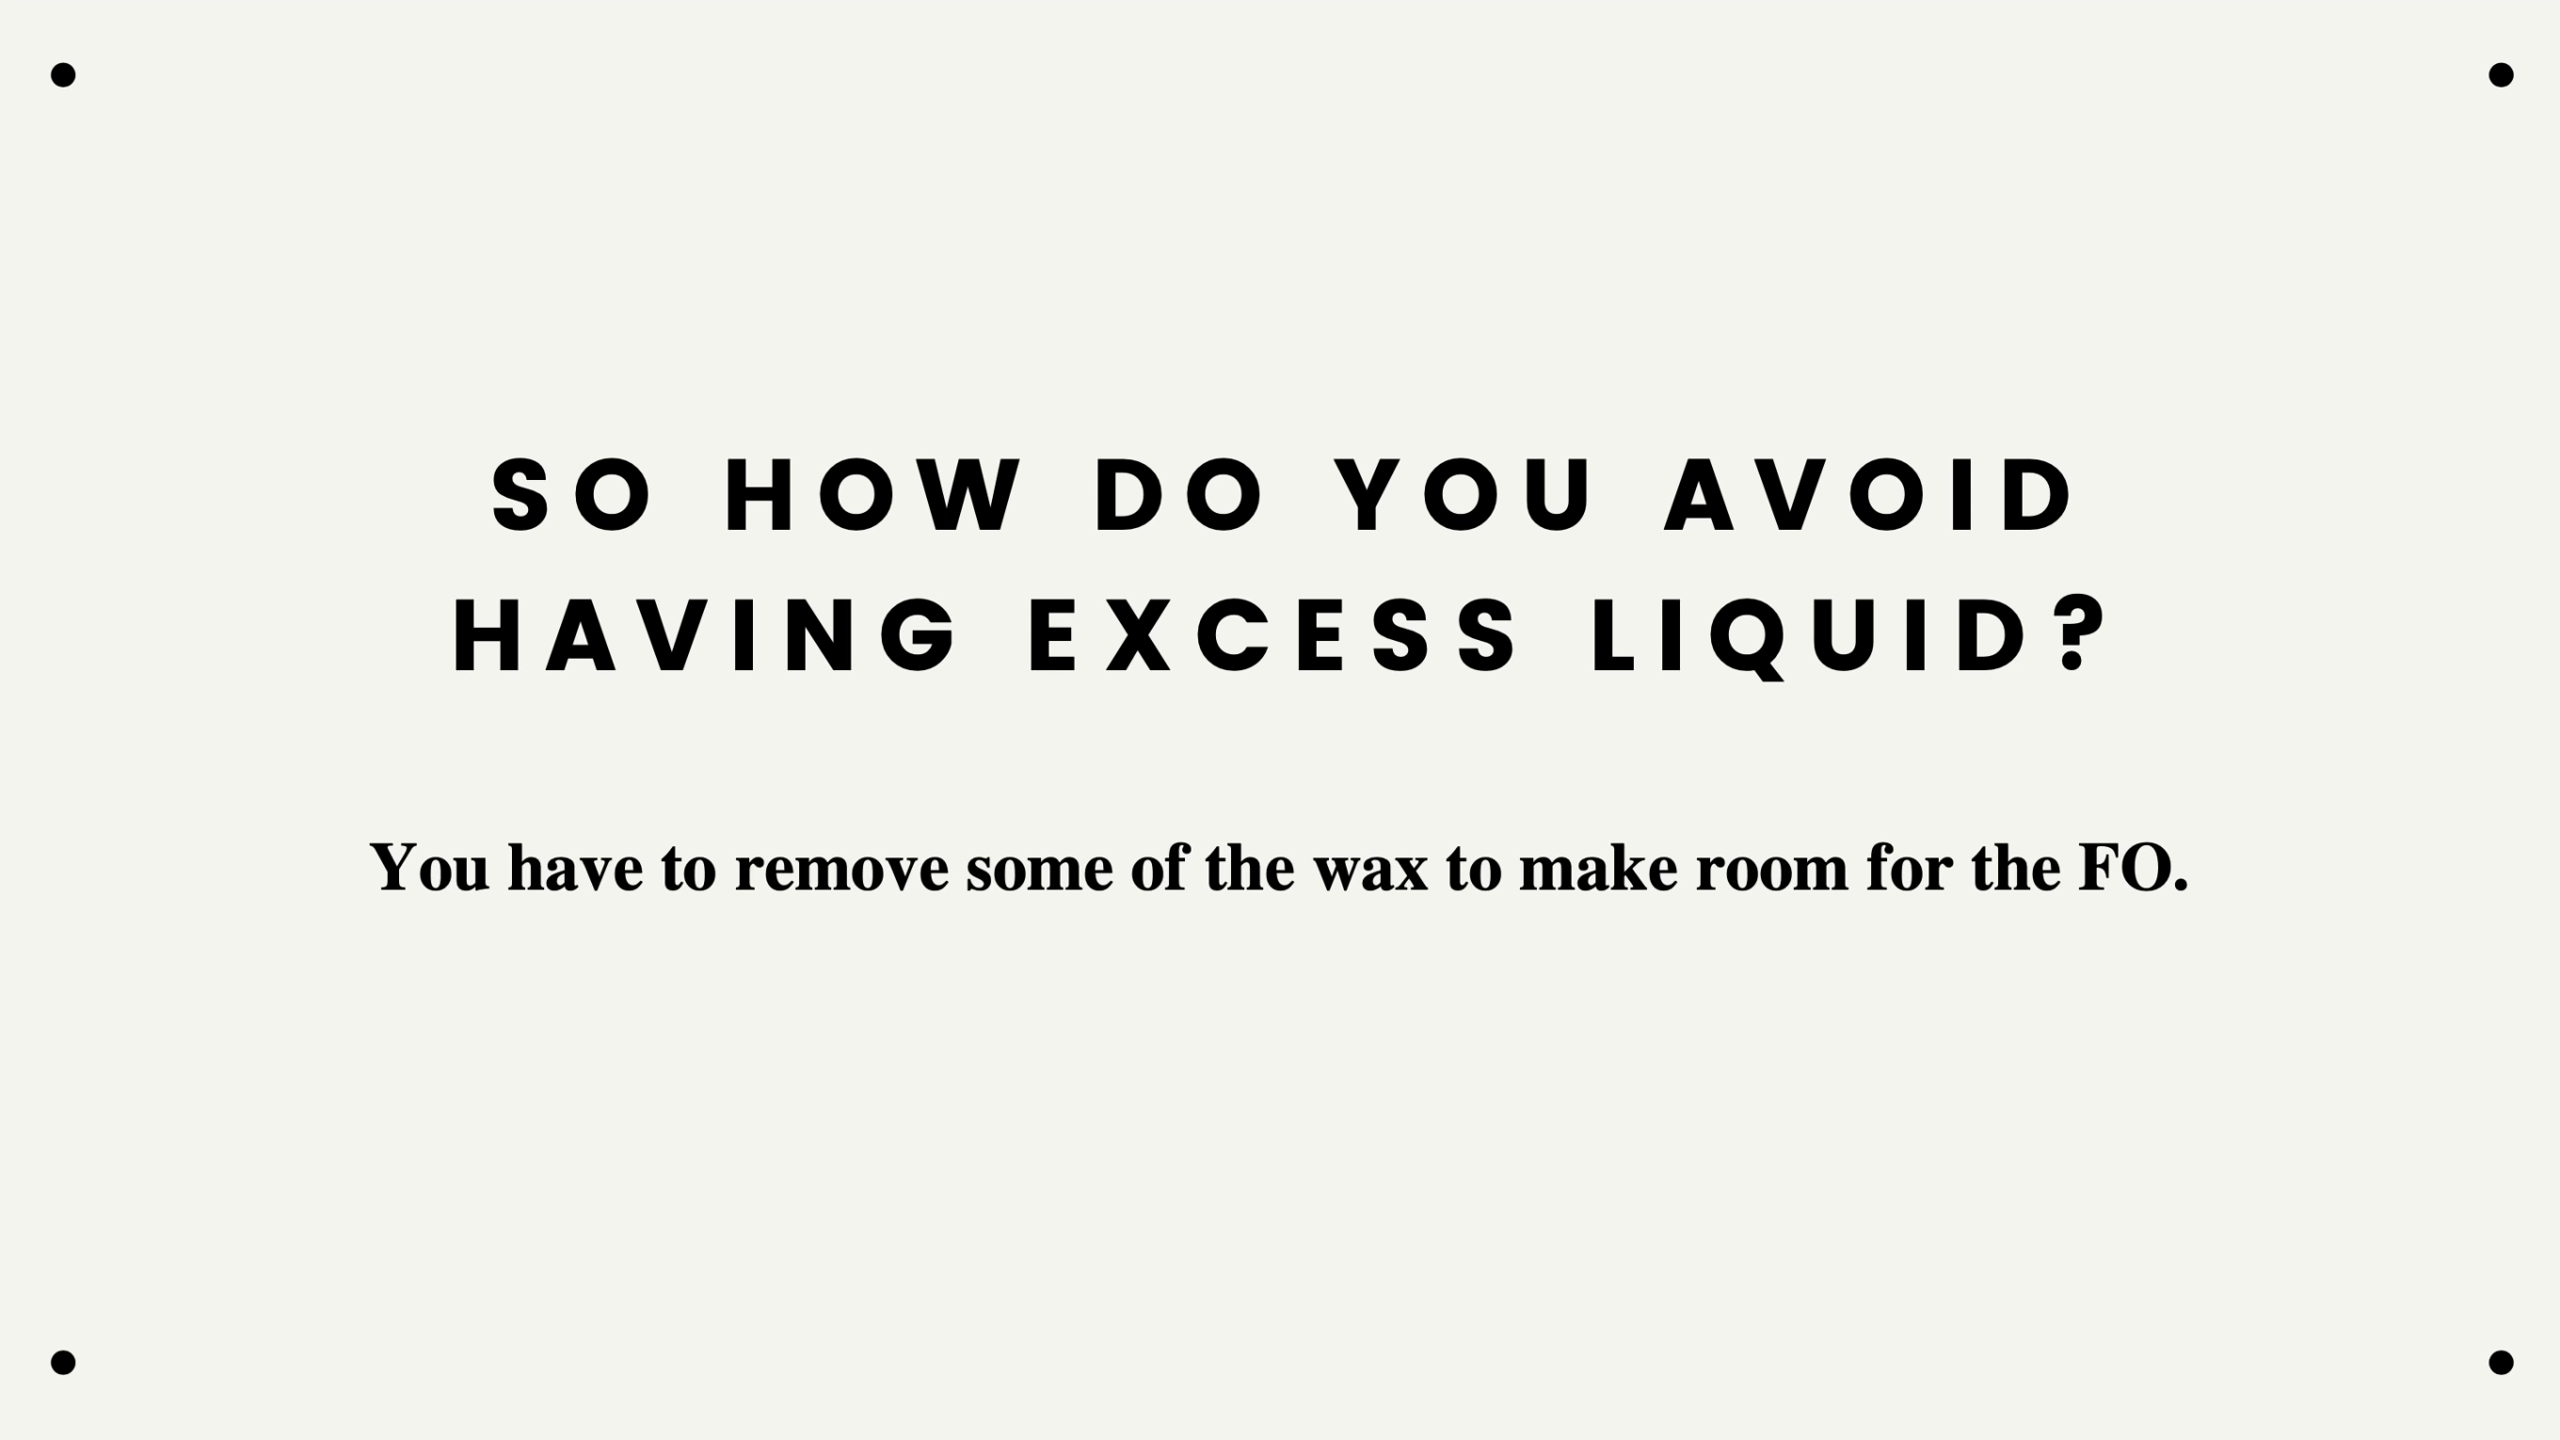 SO HOW DO YOU AVOID
HAVING EXCESS LIQUID?
You have to remove some of the wax to make room for the FO.